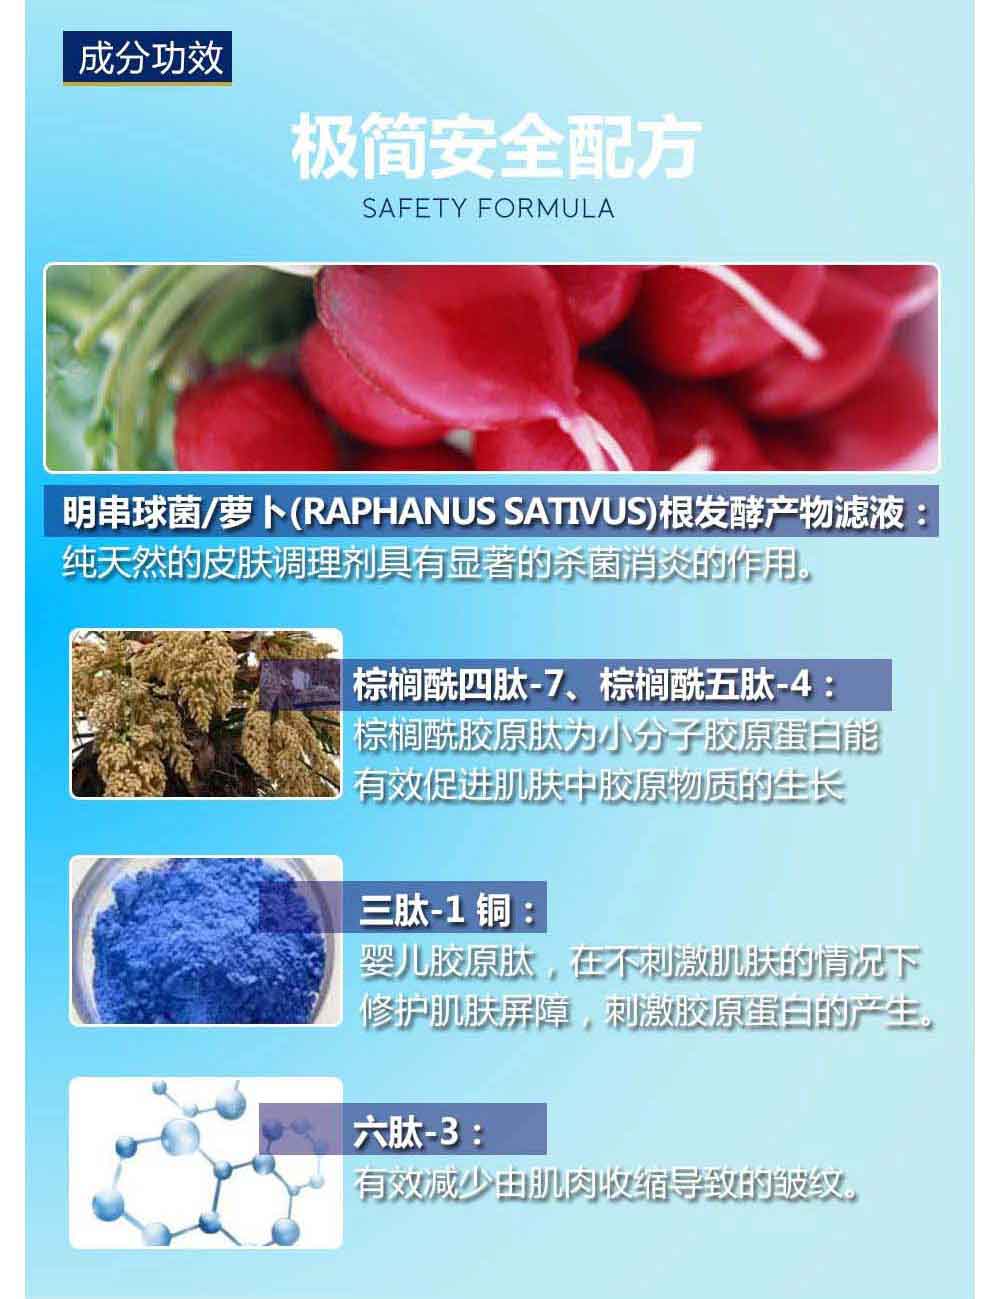 成分功效
极简安全配方
SAFETY FORMULA
明串球菌/萝卜(RAPHANUS SATIVUS)根发酵产物滤液：
纯天然的皮肤调理剂具有显著的杀菌消炎的作用。
棕榈酰四肽-7、棕榈酰五肽-4：
棕榈酰胶原肽为小分子胶原蛋白能
有效促进肌肤中胶原物质的生长
三肽-1 铜：
婴儿胶原肽，在不刺激肌肤的情况下
修护肌肤屏障，刺激胶原蛋白的产生。
六肽-3：
有效减少由肌肉收缩导致的皱纹。